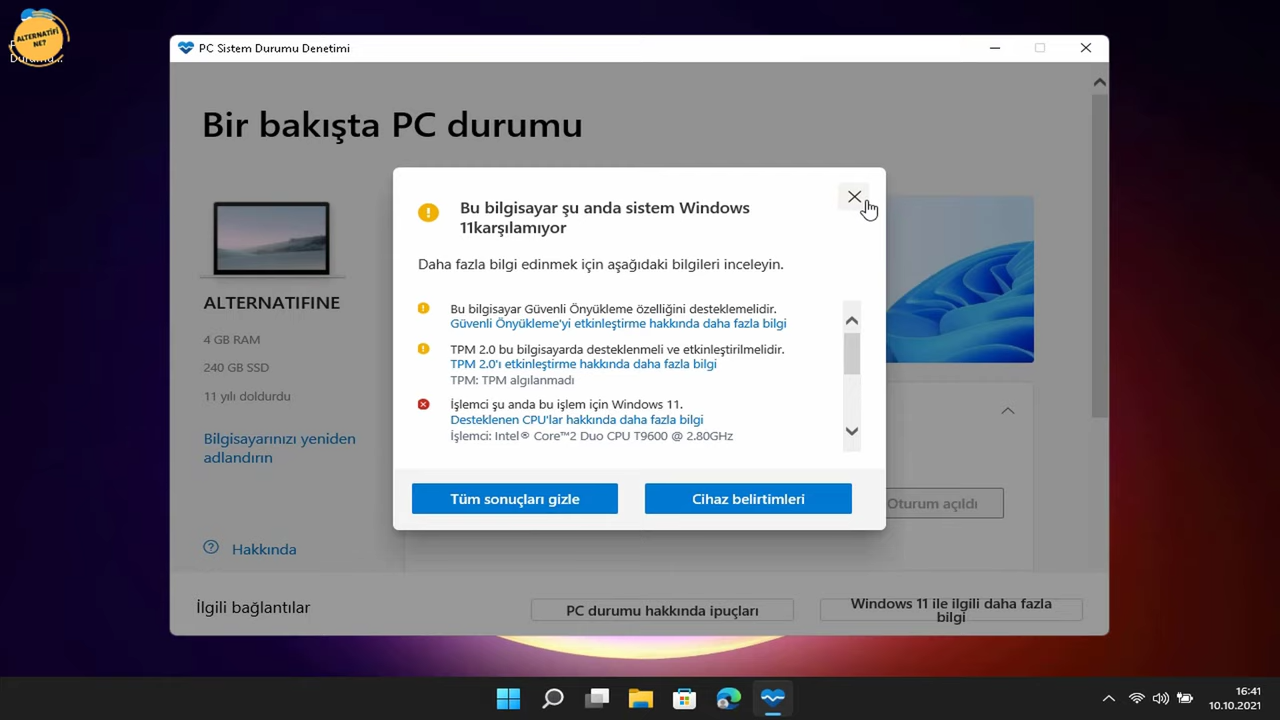 ALTERNATİFİ
NE?
PC Sistem Durumu Denetimi
Bir bakışta PC durumu
ALTERNATIFINE
4 GB RAM
240 GB SSD
11 yılı doldurdu
Bilgisayarınızı yeniden
adlandırın
Hakkında
Bu bilgisayar şu anda sistem Windows
11karşılamıyor
Daha fazla bilgi edinmek için aşağıdaki bilgileri inceleyin.
Bu bilgisayar Güvenli Önyükleme özelliğini desteklemelidir.
Güvenli Önyükleme'yi etkinleştirme hakkında daha fazla bilgi
TPM 2.0 bu bilgisayarda desteklenmeli ve etkinleştirilmelidir.
TPM 2.0'ı etkinleştirme hakkında daha fazla bilgi
TPM: TPM algılanmadı
İşlemci şu anda bu işlem için Windows 11.
Desteklenen CPU'lar hakkında daha fazla bilgi
İşlemci: Intel® Core™2 Duo CPU T9600 @ 2.80GHz
Tüm sonuçları gizle
Cihaz belirtimleri
Oturum açıldı
İlgili bağlantılar
PC durumu hakkında ipuçları
Windows 11 ile ilgili daha fazla
bilgi
16:41
10.10.2021